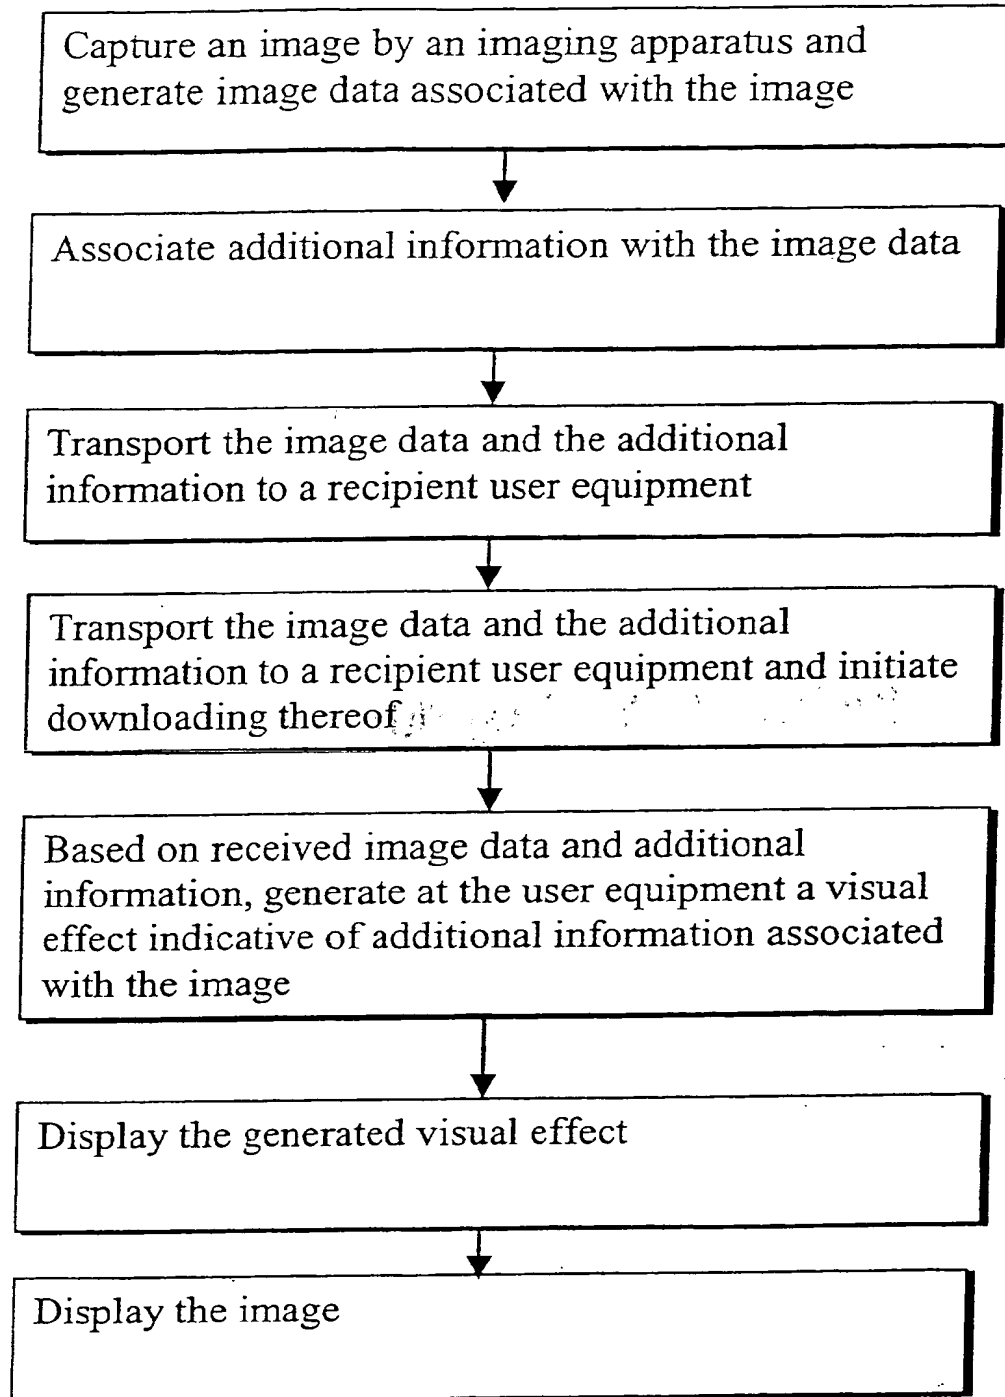 Capture an image by an imaging apparatus and
generate image data associated with the image
Associate additional information with the image data
Transport the image data and the additional
information to a recipient user equipment
Transport the image data and the additional
information to a recipient user equipment and initiate
downloading thereof
Based on received image data and additional
information, generate at the user equipment a visual
effect indicative of additional information associated
with the image
Display the generated visual effect
Display the image